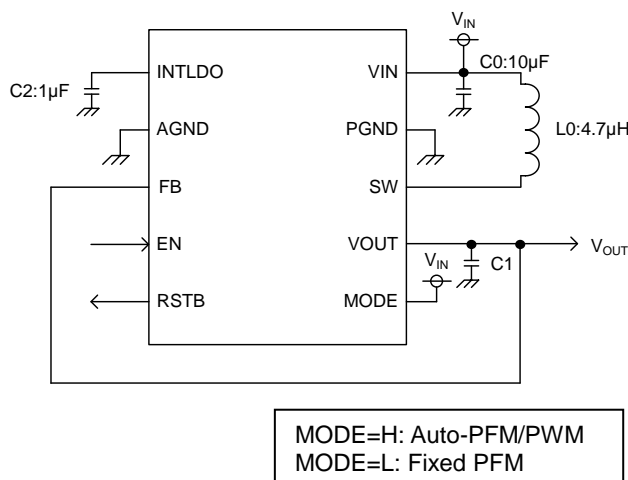 V_IN
INTLDO
VIN
C0:10µF
C2:1µF
AGND
PGND
L0:4.7µH
FB
SW
EN
VOUT
V_OUT
V_IN
C1
RSTB
MODE
MODE=H: Auto-PFM/PWM
MODE=L: Fixed PFM